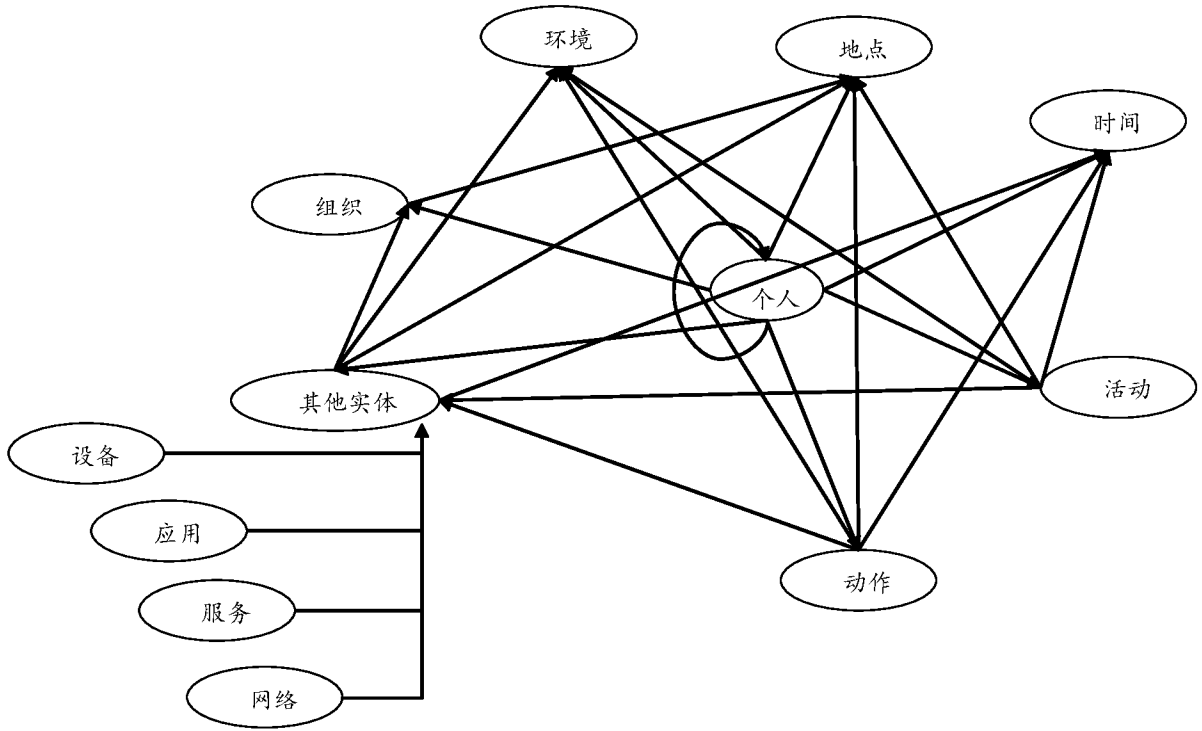 环境
地点
时间
组织
个人
其他实体
活动
设备
应用
动作
服务
网络